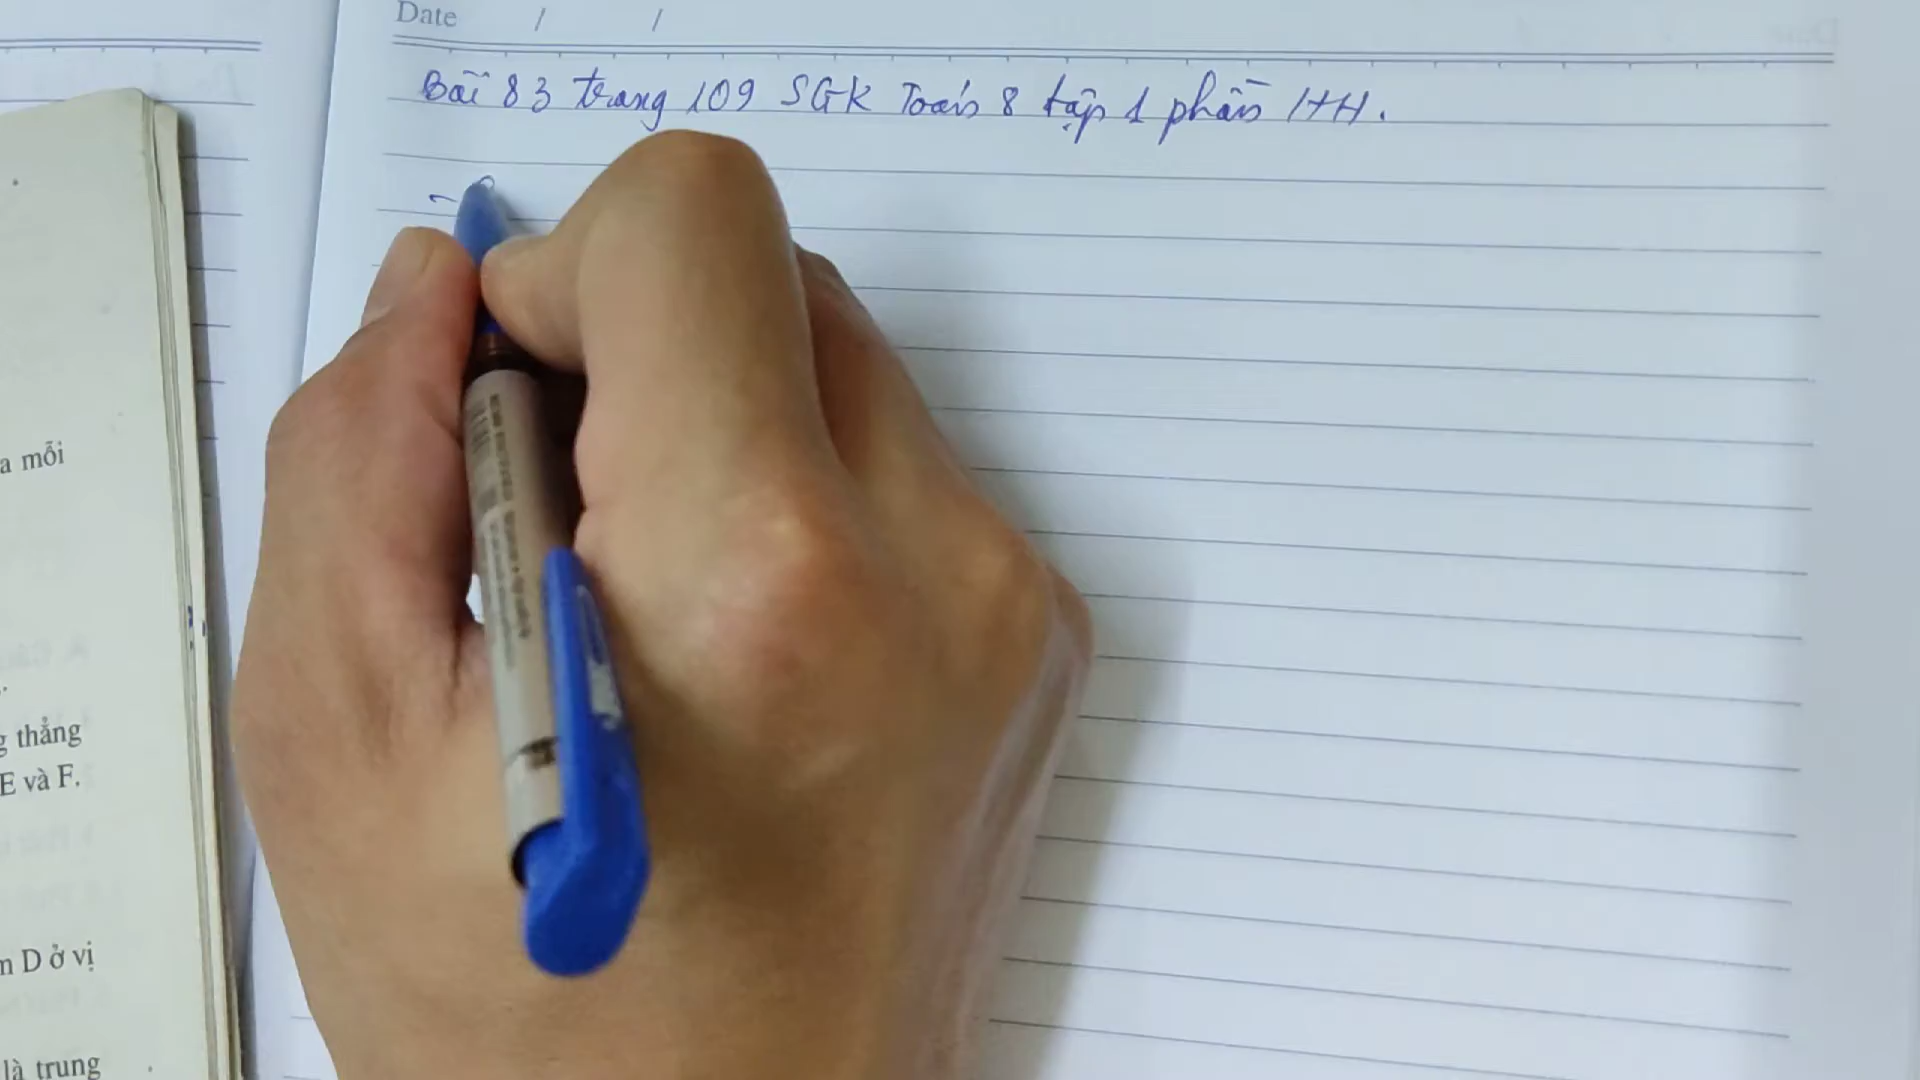 Date / /
Bài 83 trang 109 SGK Toán 8 tập 1 phần HH.
a mỗi
g thẳng
E và F.
m D ở vị
là trung